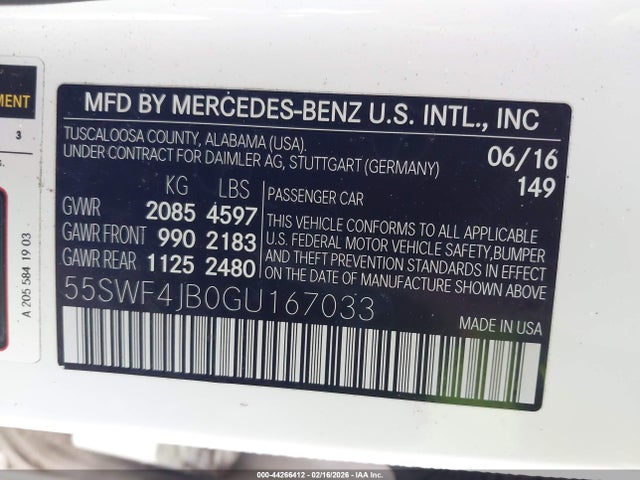 MENT
3
S.
A 205 584 19 03
MFD BY MERCEDES-BENZ U.S. INTL., INC
TUSCALOOSA COUNTY, ALABAMA (USA).
UNDER CONTRACT FOR DAIMLER AG, STUTTGART (GERMANY)
06/16
149
KG LBS
GVWR 2085 4597
GAWR FRONT 990 2183
GAWR REAR 1125 2480
PASSENGER CAR
THIS VEHICLE CONFORMS TO ALL APPLICABLE
U.S. FEDERAL MOTOR VEHICLE SAFETY, BUMPER
AND THEFT PREVENTION STANDARDS IN EFFECT
ON THE DATE OF MANUFACTURE SHOWN ABOVE
55SWF4JB0GU167033
MADE IN USA
000-44266412 - 02/16/2026 - IAA Inc.